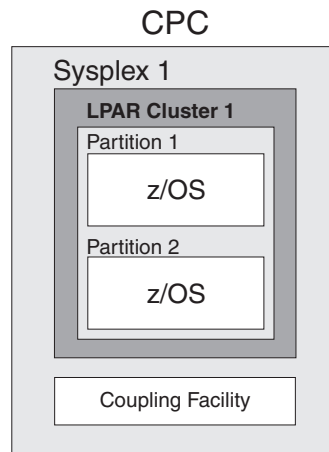 CPC
Sysplex 1
LPAR Cluster 1
Partition 1
z/OS
Partition 2
z/OS
Coupling Facility